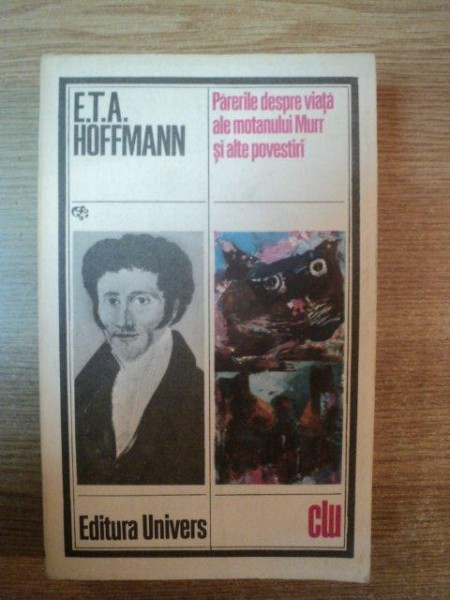 E.T.A.
HOFFMANN
Părerile despre viață
ale motanului Murr
și alte povestiri
Editura Univers
clu